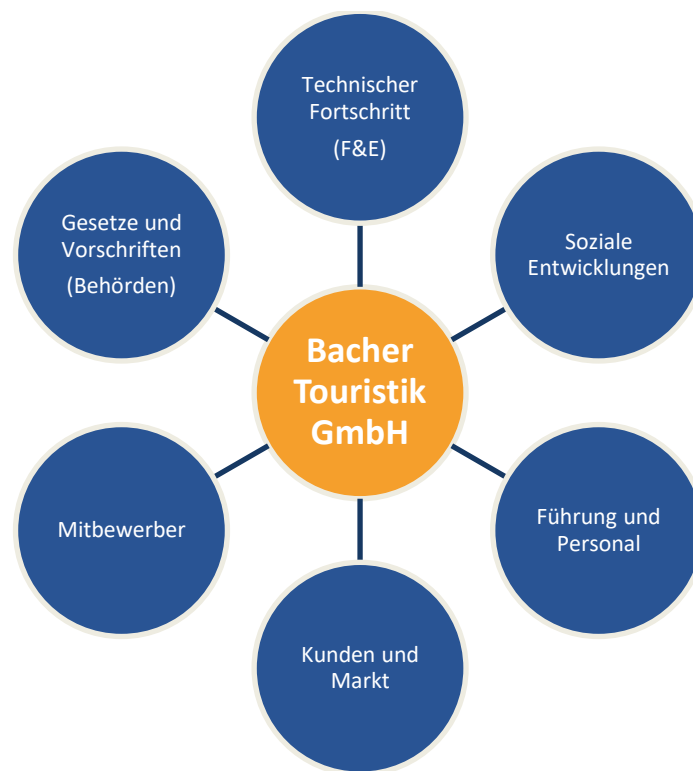 Technischer
Fortschritt
(F&E)
Gesetze und
Vorschriften
(Behörden)
Soziale
Entwicklungen
Bacher
Touristik
GmbH
Mitbewerber
Führung und
Personal
Kunden und
Markt